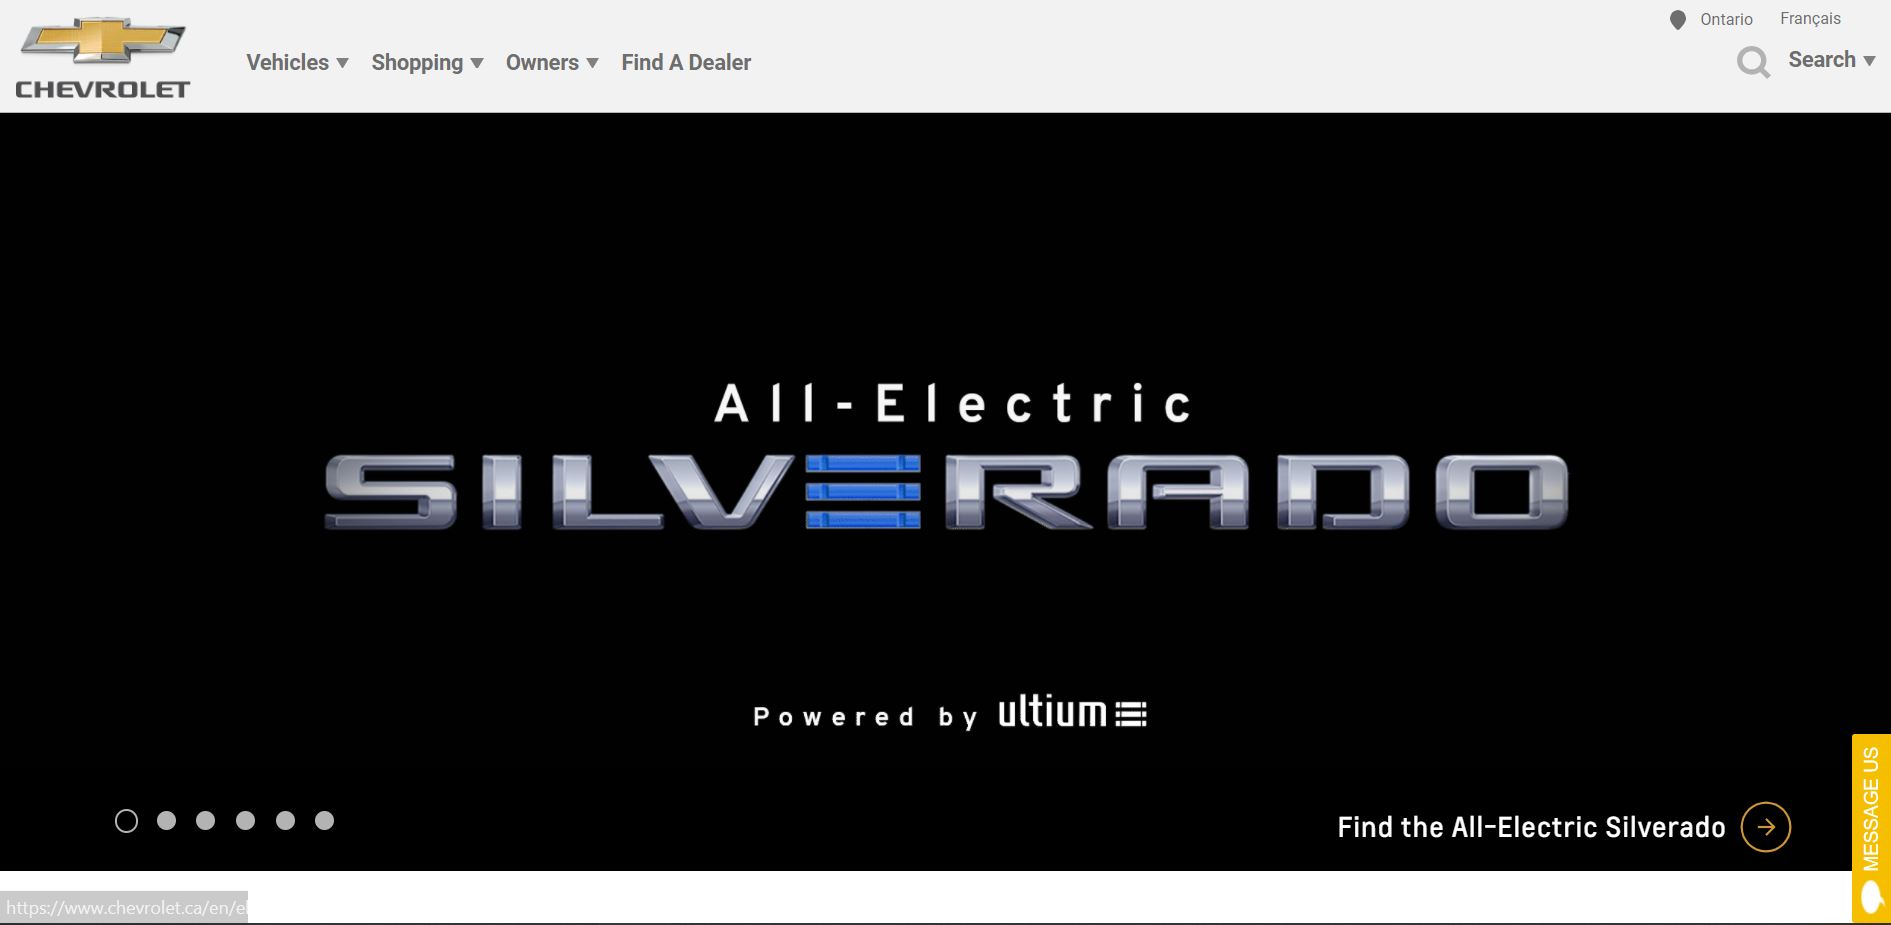 Ontario Français
CHEVROLET
Vehicles Shopping Owners Find A Dealer
Search
All-Electric
SILVERADO
Powered by ultium
Find the All-Electric Silverado
MESSAGE US
https://www.chevrolet.ca/en/el